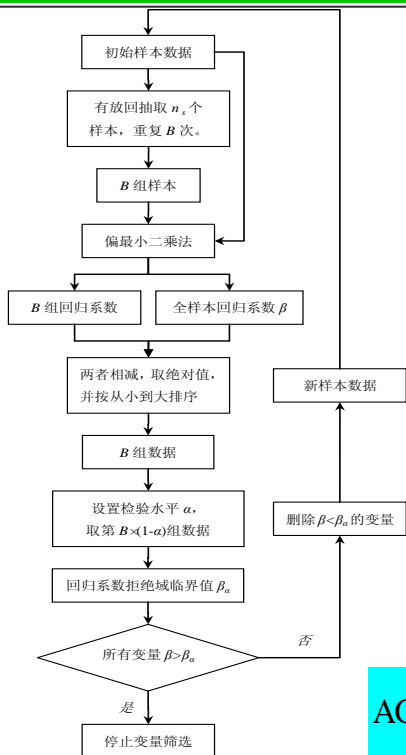 初始样本数据
有放回抽取 nₛ 个
样本，重复 B 次。
B 组样本
偏最小二乘法
B 组回归系数
全样本回归系数 β
两者相减，取绝对值，
并按从小到大排序
B 组数据
设置检验水平 α，
取第 B×(1-α)组数据
回归系数拒绝域临界值 βα
所有变量 β>βα
是
停止变量筛选
否
删除 β<βα 的变量
新样本数据